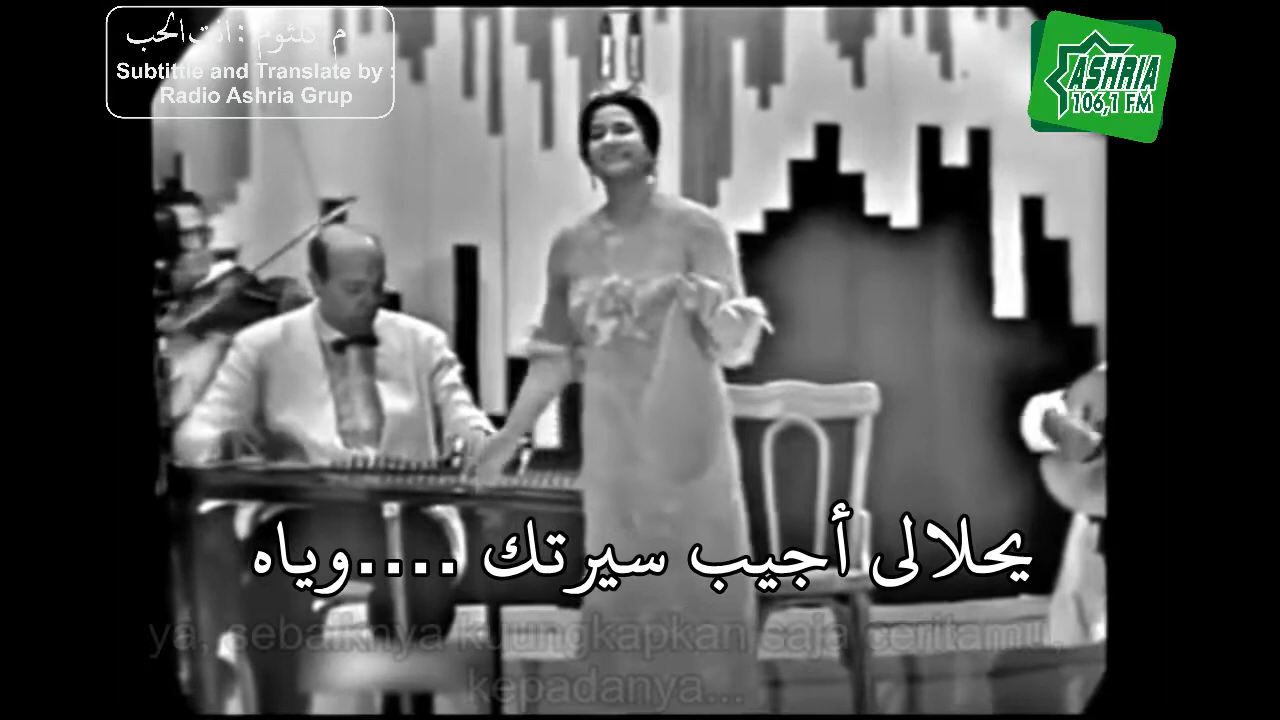 م كلثوم : انت الحب
Subtittle and Translate by :
Radio Ashria Grup
ASHRIA
106,1 FM
يحلالى أجيب سيرتك ....وياه
ya, sebaiknya kuungkapkan saja ceritamu,
kepadanya...